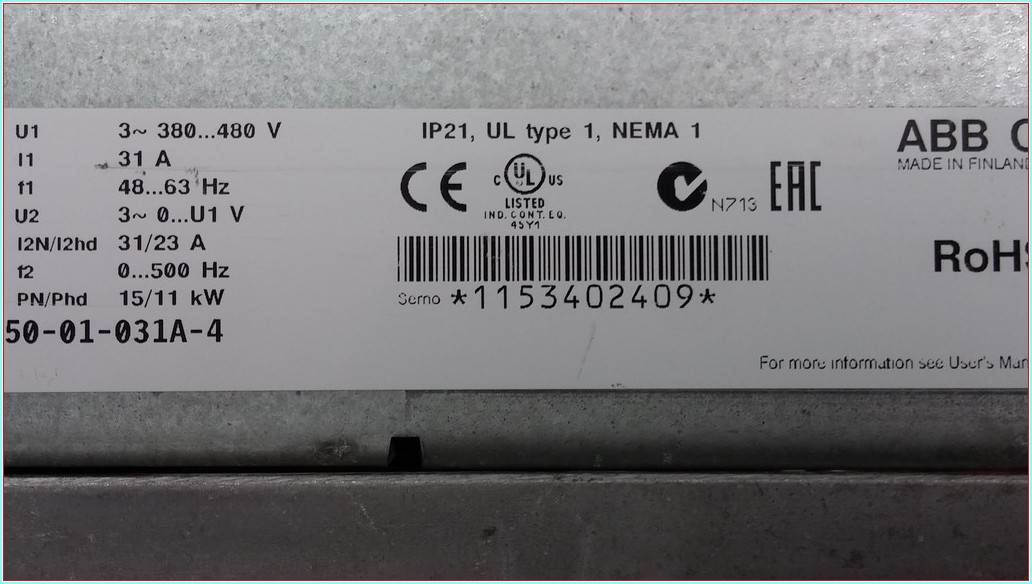 U1 3~ 380...480 V
I1 31 A
f1 48...63 Hz
U2 3~ 0...U1 V
I2N/I2hd 31/23 A
f2 0...500 Hz
PN/Phd 15/11 kW
50-01-031A-4
IP21, UL type 1, NEMA 1
CE
C UL US
LISTED
IND. CONT. EQ.
45Y1
N713
EAC
Serno *1153402409*
ABB
MADE IN FINLAND
RoHS
For more information see User's